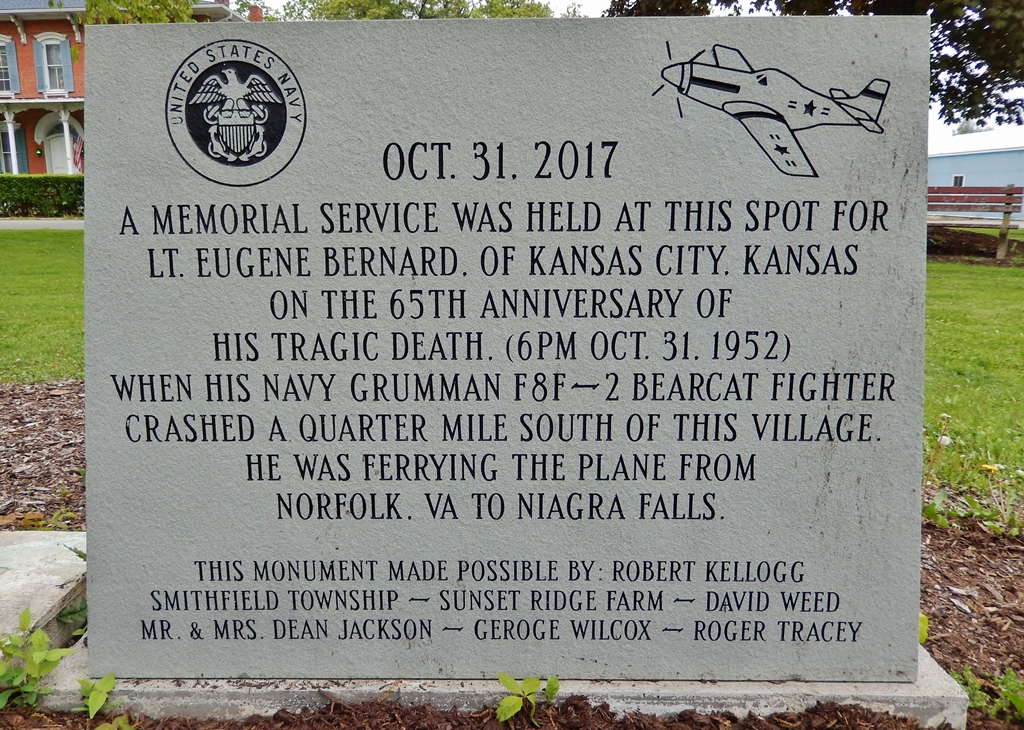 UNITED STATES NAVY
OCT. 31, 2017
A MEMORIAL SERVICE WAS HELD AT THIS SPOT FOR
LT. EUGENE BERNARD, OF KANSAS CITY, KANSAS
ON THE 65TH ANNIVERSARY OF
HIS TRAGIC DEATH, (6PM OCT. 31, 1952)
WHEN HIS NAVY GRUMMAN F8F—2 BEARCAT FIGHTER
CRASHED A QUARTER MILE SOUTH OF THIS VILLAGE.
HE WAS FERRYING THE PLANE FROM
NORFOLK, VA TO NIAGRA FALLS.
THIS MONUMENT MADE POSSIBLE BY: ROBERT KELLOGG
SMITHFIELD TOWNSHIP — SUNSET RIDGE FARM — DAVID WEED
MR. & MRS. DEAN JACKSON — GEROGE WILCOX — ROGER TRACEY